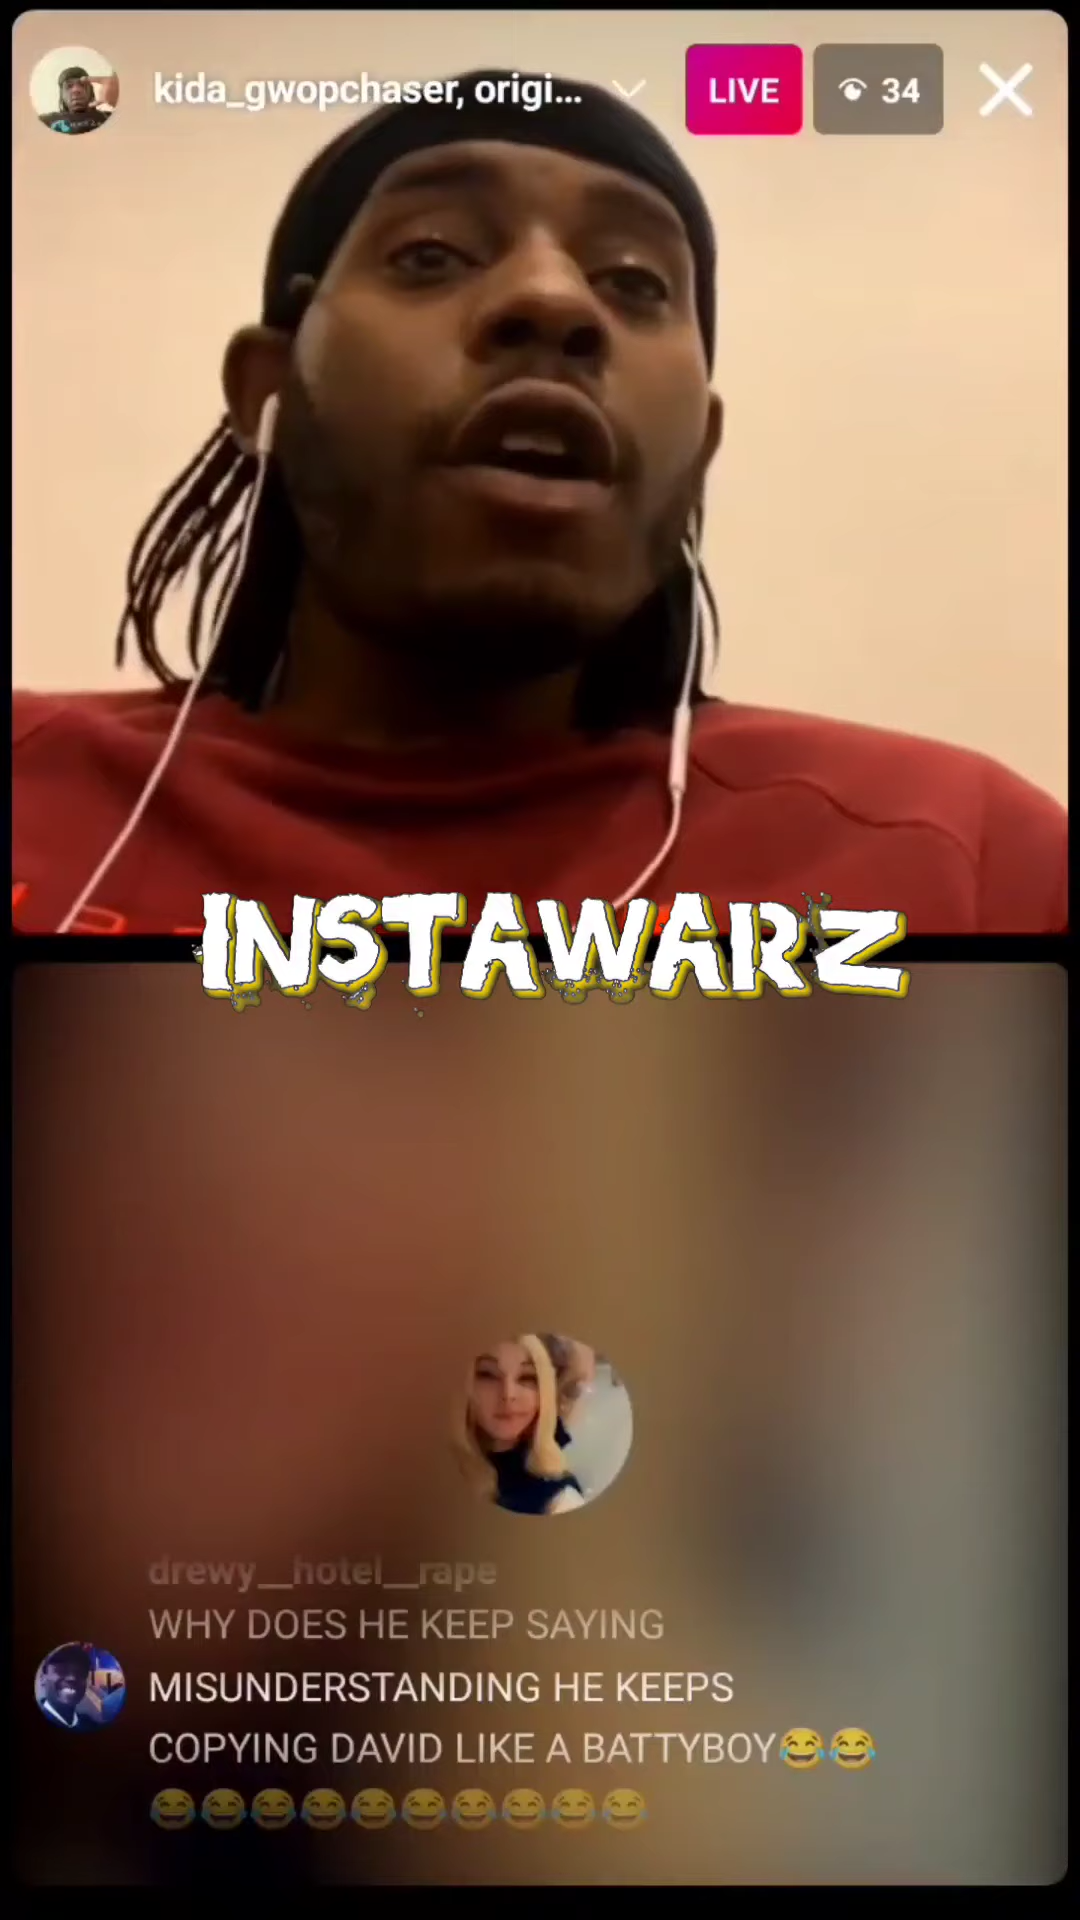 kida_gwopchaser, origi...
LIVE
34
INSTAWARZ
drewy__hotel__rape
WHY DOES HE KEEP SAYING
MISUNDERSTANDING HE KEEPS
COPYING DAVID LIKE A BATTYBOY😂😂
😂😂😂😂😂😂😂😂😂😂